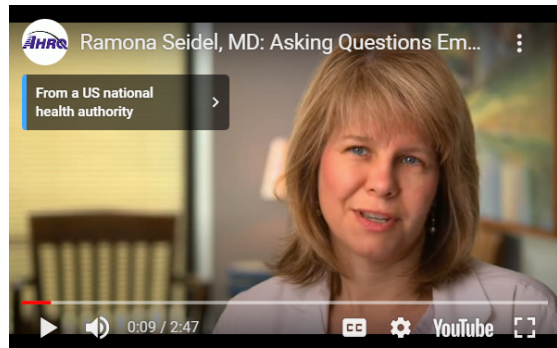 AHRQ
Ramona Seidel, MD: Asking Questions Em...
From a US national
health authority
0:09 / 2:47
CC
YouTube